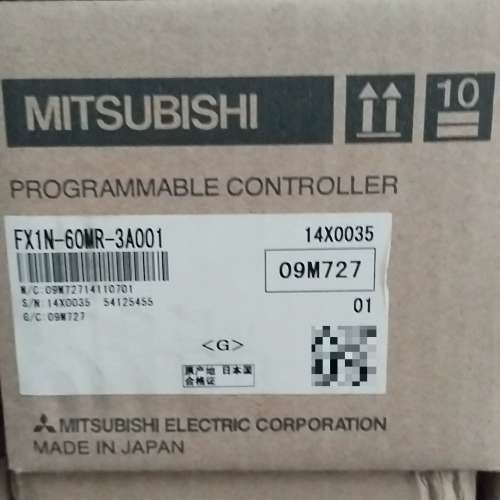 MITSUBISHI
10
PROGRAMMABLE CONTROLLER
FX1N-60MR-3A001
14X0035
M/C:09M72714110701
S/N:14X0035 54125455
G/C:09M727
09M727
01
<G>
原产地 日本国
合格证
MITSUBISHI ELECTRIC CORPORATION
MADE IN JAPAN